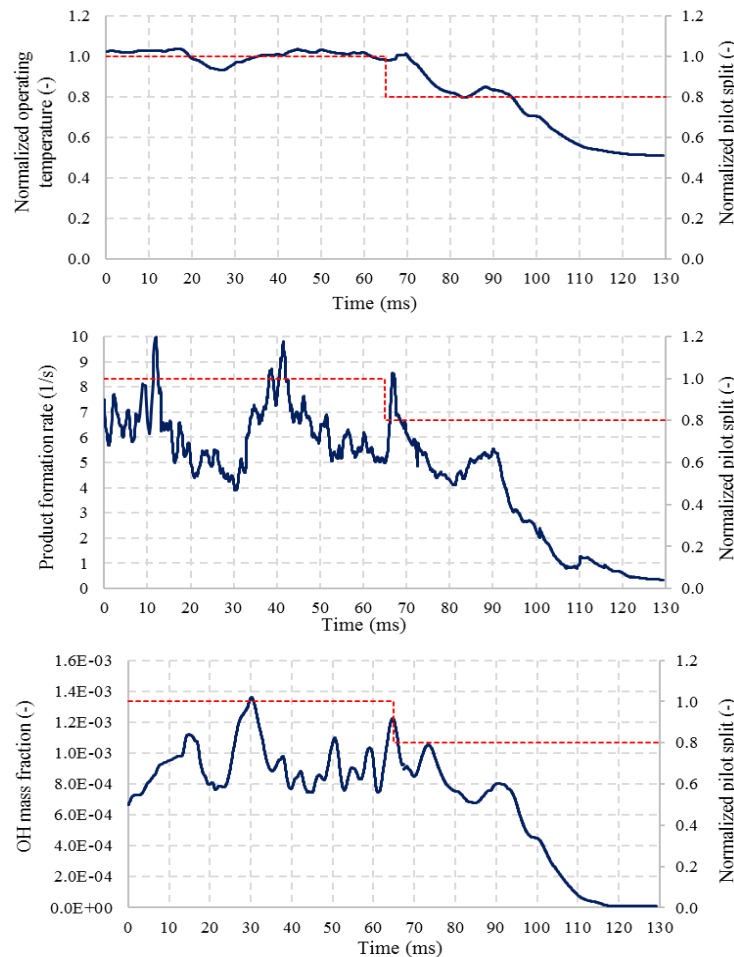 Normalized operating
temperature (-)
1.2
1.0
0.8
0.6
0.4
0.2
0.0
1.2
1.0
0.8
0.6
0.4
0.2
0.0
Normalized pilot split (-)
0 10 20 30 40 50 60 70 80 90 100 110 120 130
Time (ms)
Product formation rate (1/s)
10
9
8
7
6
5
4
3
2
1
0
1.2
1.0
0.8
0.6
0.4
0.2
0.0
Normalized pilot split (-)
0 10 20 30 40 50 60 70 80 90 100 110 120 130
Time (ms)
OH mass fraction (-)
1.6E-03
1.4E-03
1.2E-03
1.0E-03
8.0E-04
6.0E-04
4.0E-04
2.0E-04
0.0E+00
1.2
1.0
0.8
0.6
0.4
0.2
0.0
Normalized pilot split (-)
0 10 20 30 40 50 60 70 80 90 100 110 120 130
Time (ms)